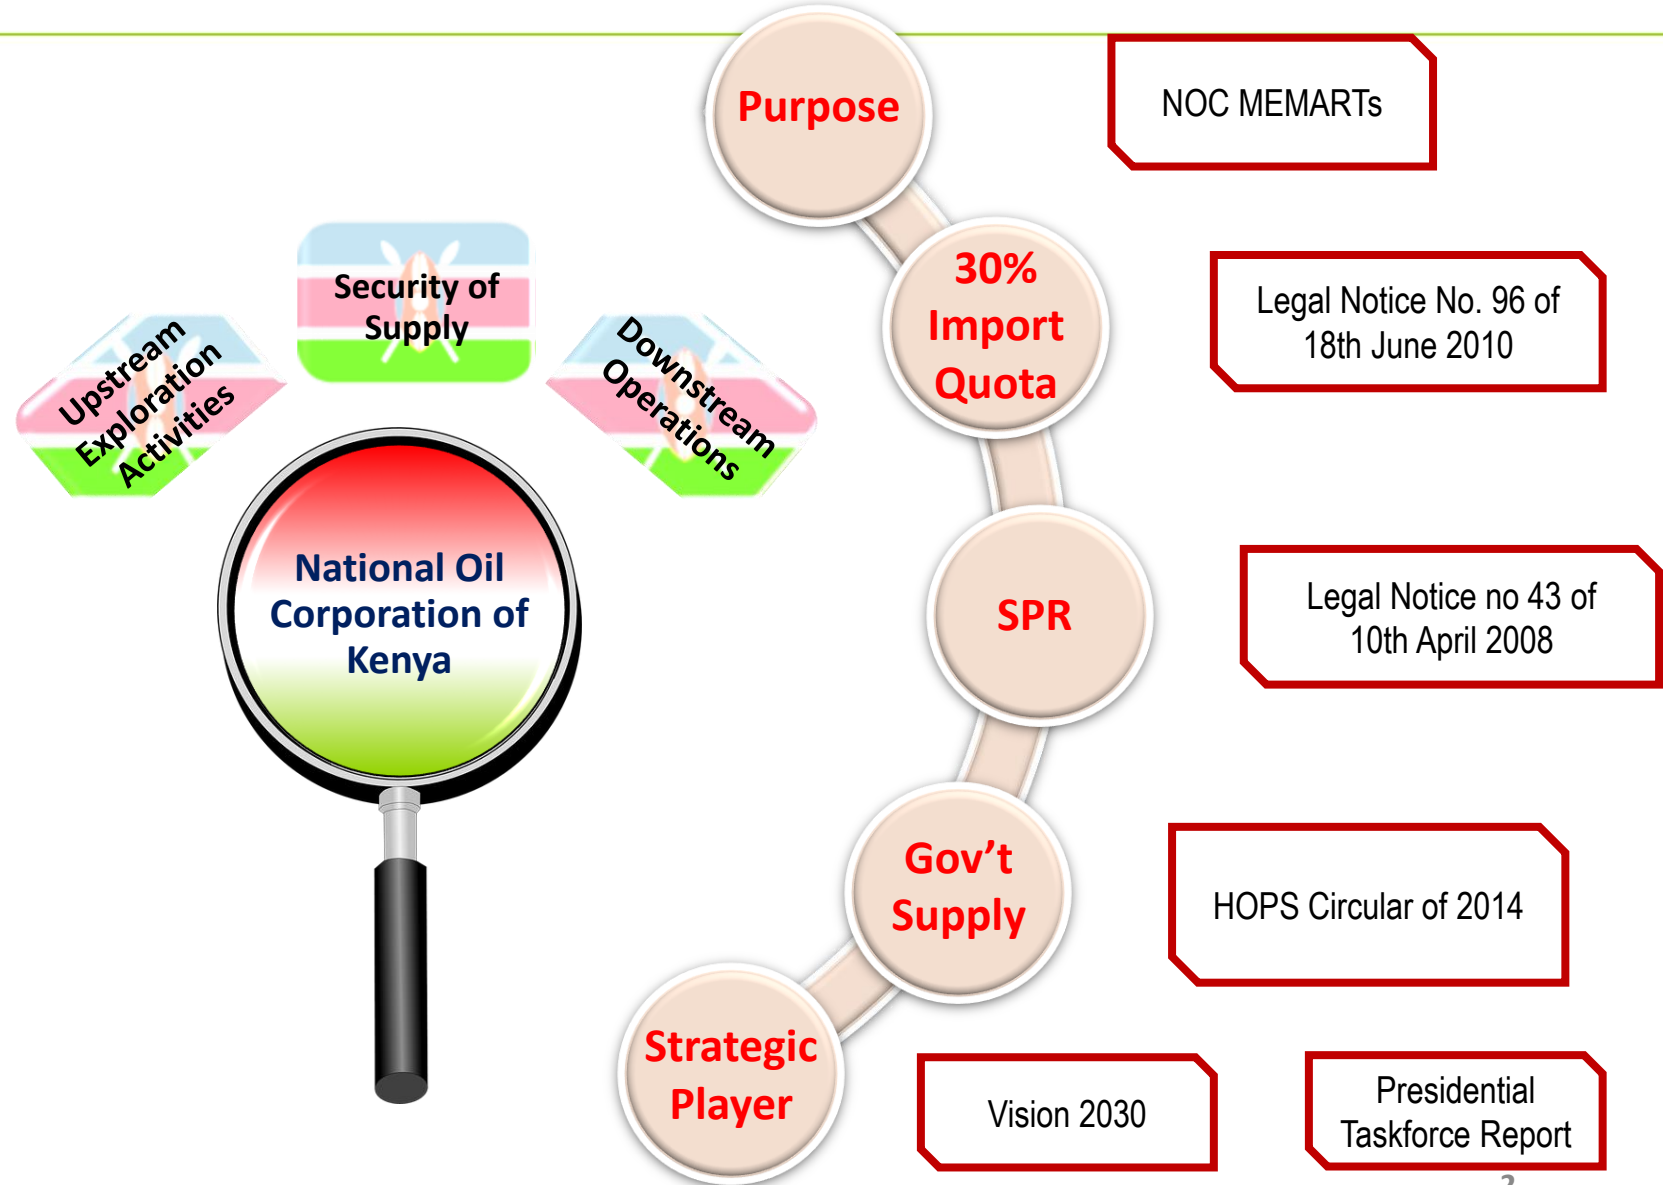 Purpose
NOC MEMARTs
Security of
Supply
Upstream
Exploration
Activities
Downstream
Operations
30%
Import
Quota
Legal Notice No. 96 of
18th June 2010
National Oil
Corporation of
Kenya
SPR
Legal Notice no 43 of
10th April 2008
Gov’t
Supply
HOPS Circular of 2014
Strategic
Player
Vision 2030
Presidential
Taskforce Report
2